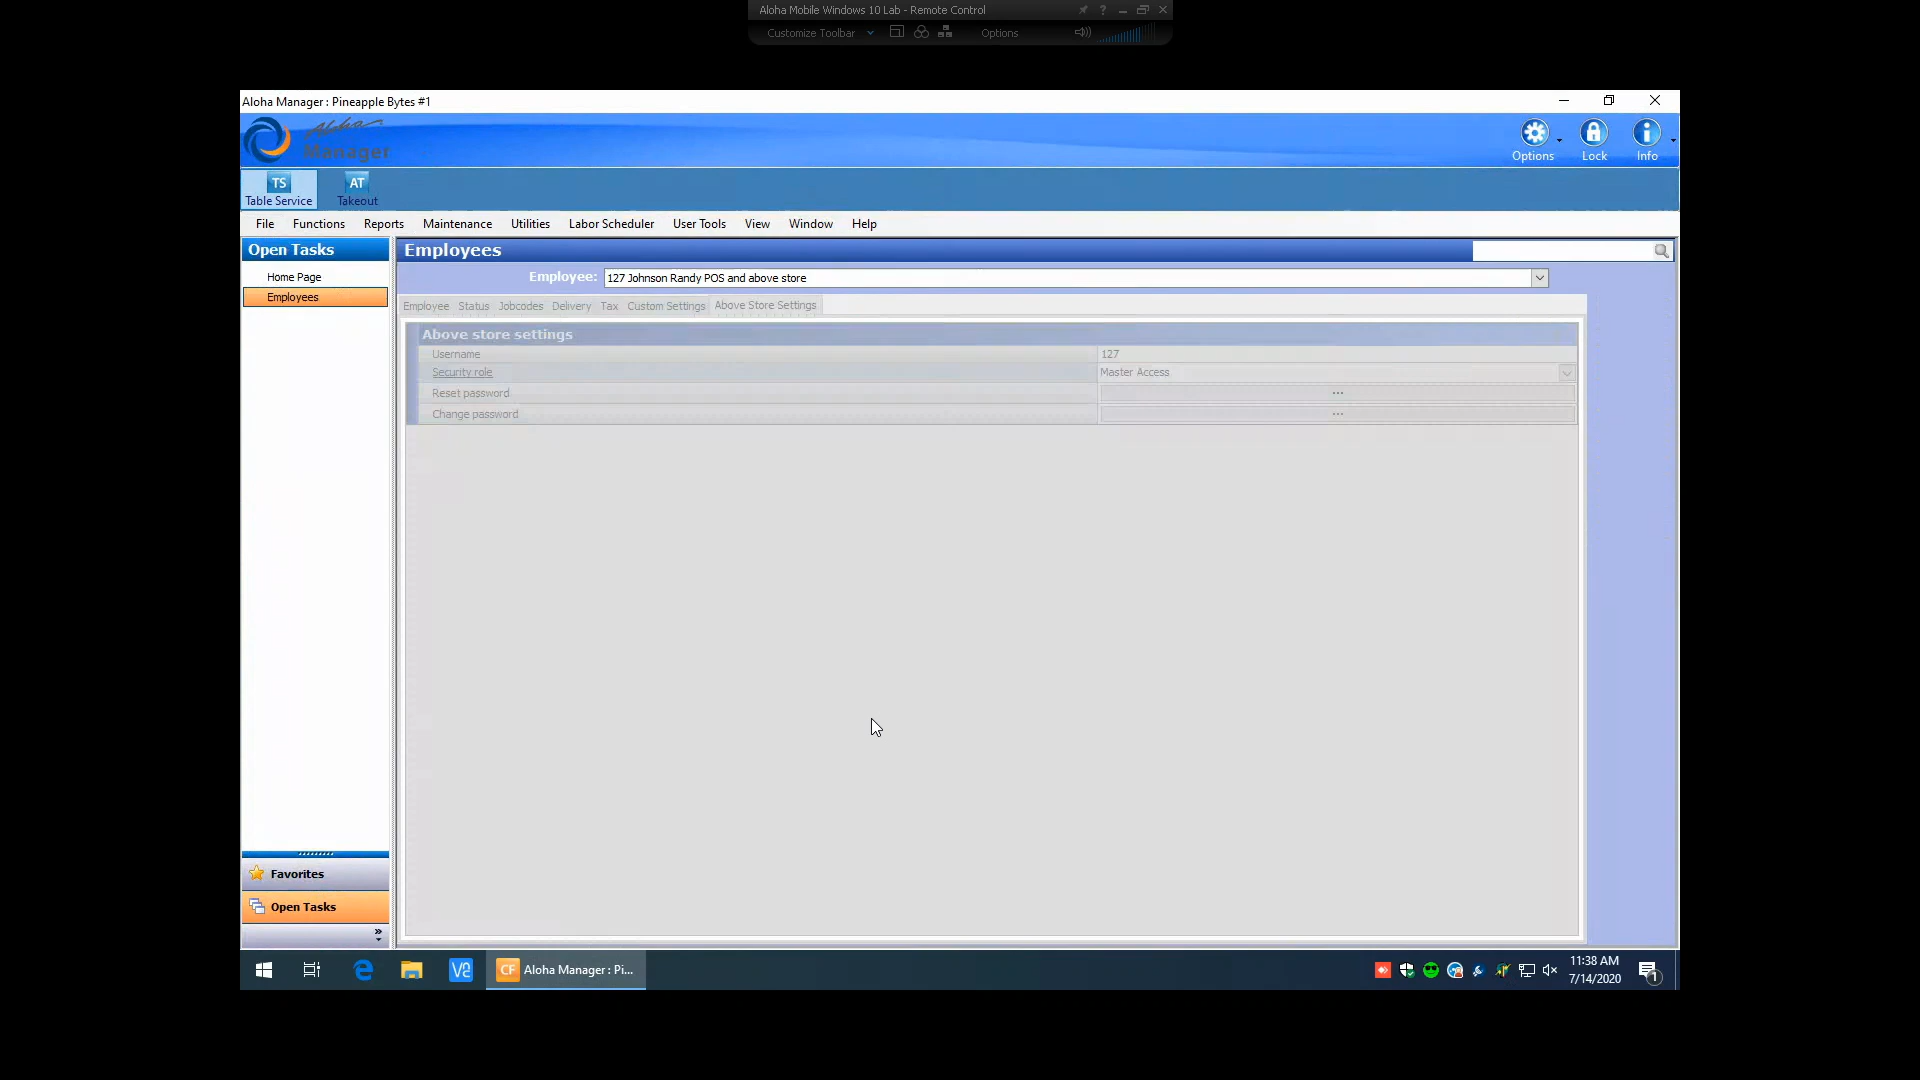 Aloha Mobile Windows 10 Lab - Remote Control
Customize Toolbar
Options
Aloha Manager : Pineapple Bytes #1
Aloha
Manager
Options
Lock
Info
TS
Table Service
AT
Takeout
File Functions Reports Maintenance Utilities Labor Scheduler User Tools View Window Help
Open Tasks
Home Page
Employees
Employees
Employee: 127 Johnson Randy POS and above store
Employee Status Jobcodes Delivery Tax Custom Settings Above Store Settings
Above store settings
Username 127
Security role Master Access
Reset password ...
Change password ...
Favorites
Open Tasks
CF Aloha Manager : Pi...
11:38 AM
7/14/2020
1